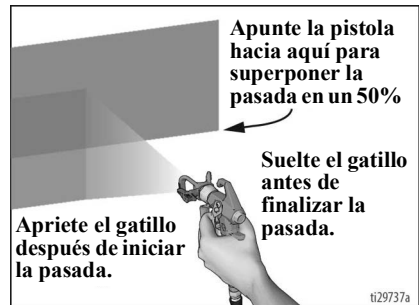 Apunte la pistola
hacia aquí para
superponer la
pasada en un 50%
Suelte el gatillo
antes de
finalizar la
pasada.
Apriete el gatillo
después de iniciar
la pasada.
ti29737a